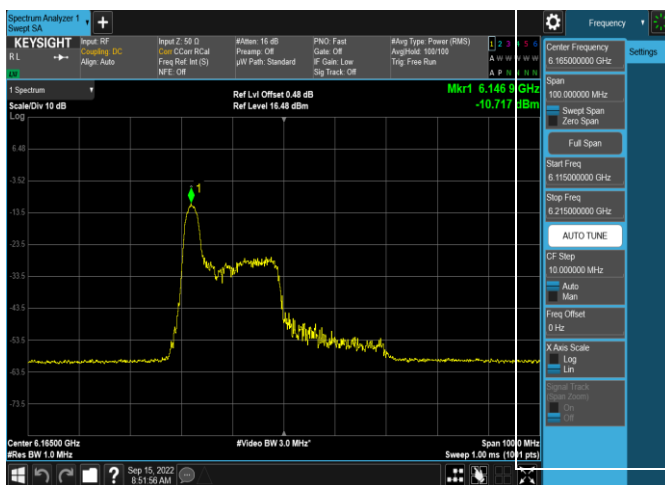 Spectrum Analyzer 1
Swept SA
+
Frequency
KEYSIGHT
RL
Input: RF
Coupling: DC
Align: Auto
Input Z: 50 Ω
Corr CCorr RCal
Freq Ref: Int (S)
NFE: Off
#Atten: 16 dB
Preamp: Off
µW Path: Standard
PNO: Fast
Gate: Off
IF Gain: Low
Sig Track: Off
#Avg Type: Power (RMS)
Avg|Hold: 100/100
Trig: Free Run
1 2 3 4 5 6
A W W W W W
A P N N N N
1 Spectrum
Scale/Div 10 dB
Log
Ref Lvl Offset 0.48 dB
Ref Level 16.48 dBm
Mkr1 6.146 9 GHz
-10.717 dBm
6.48
-3.52
-13.5
-23.5
-33.5
-43.5
-53.5
-63.5
-73.5
1
Center 6.16500 GHz
#Res BW 1.0 MHz
#Video BW 3.0 MHz*
Span 100.0 MHz
Sweep 1.00 ms (1001 pts)
Sep 15, 2022
8:51:56 AM
?
Center Frequency
6.165000000 GHz
Settings
Span
100.000000 MHz
Swept Span
Zero Span
Full Span
Start Freq
6.115000000 GHz
Stop Freq
6.215000000 GHz
AUTO TUNE
CF Step
10.000000 MHz
Auto
Man
Freq Offset
0 Hz
X Axis Scale
Log
Lin
Signal Track
(Span Zoom)
On
Off